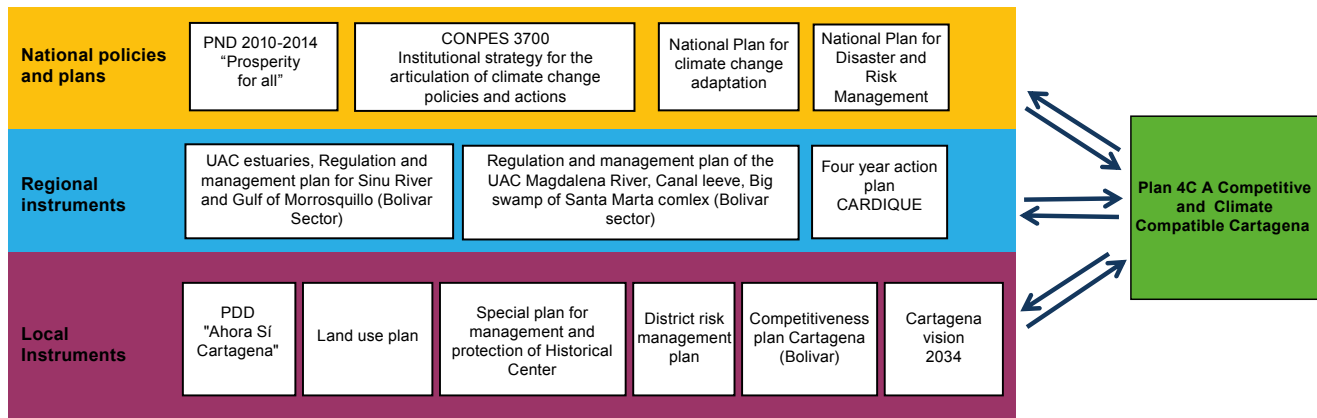 National policies
and plans
PND 2010-2014
“Prosperity
for all”
CONPES 3700
Institutional strategy for the
articulation of climate change
policies and actions
National Plan for
climate change
adaptation
National Plan for
Disaster and
Risk
Management
Regional
instruments
UAC estuaries, Regulation and
management plan for Sinu River
and Gulf of Morrosquillo (Bolivar
Sector)
Regulation and management plan of the
UAC Magdalena River, Canal leeve, Big
swamp of Santa Marta comlex (Bolivar
sector)
Four year action
plan
CARDIQUE
Local
Instruments
PDD
"Ahora Sí
Cartagena"
Land use plan
Special plan for
management and
protection of Historical
Center
District risk
management
plan
Competitiveness
plan Cartagena
(Bolivar)
Cartagena
vision
2034
Plan 4C A Competitive
and Climate
Compatible Cartagena